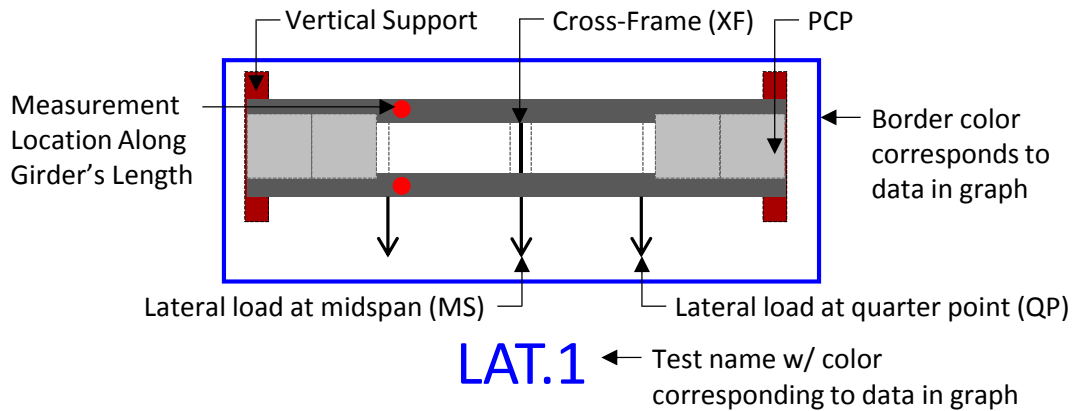 Vertical Support
Cross-Frame (XF)
PCP
Measurement
Location Along
Girder’s Length
Border color
corresponds to
data in graph
Lateral load at midspan (MS)
Lateral load at quarter point (QP)
LAT.1
Test name w/ color
corresponding to data in graph